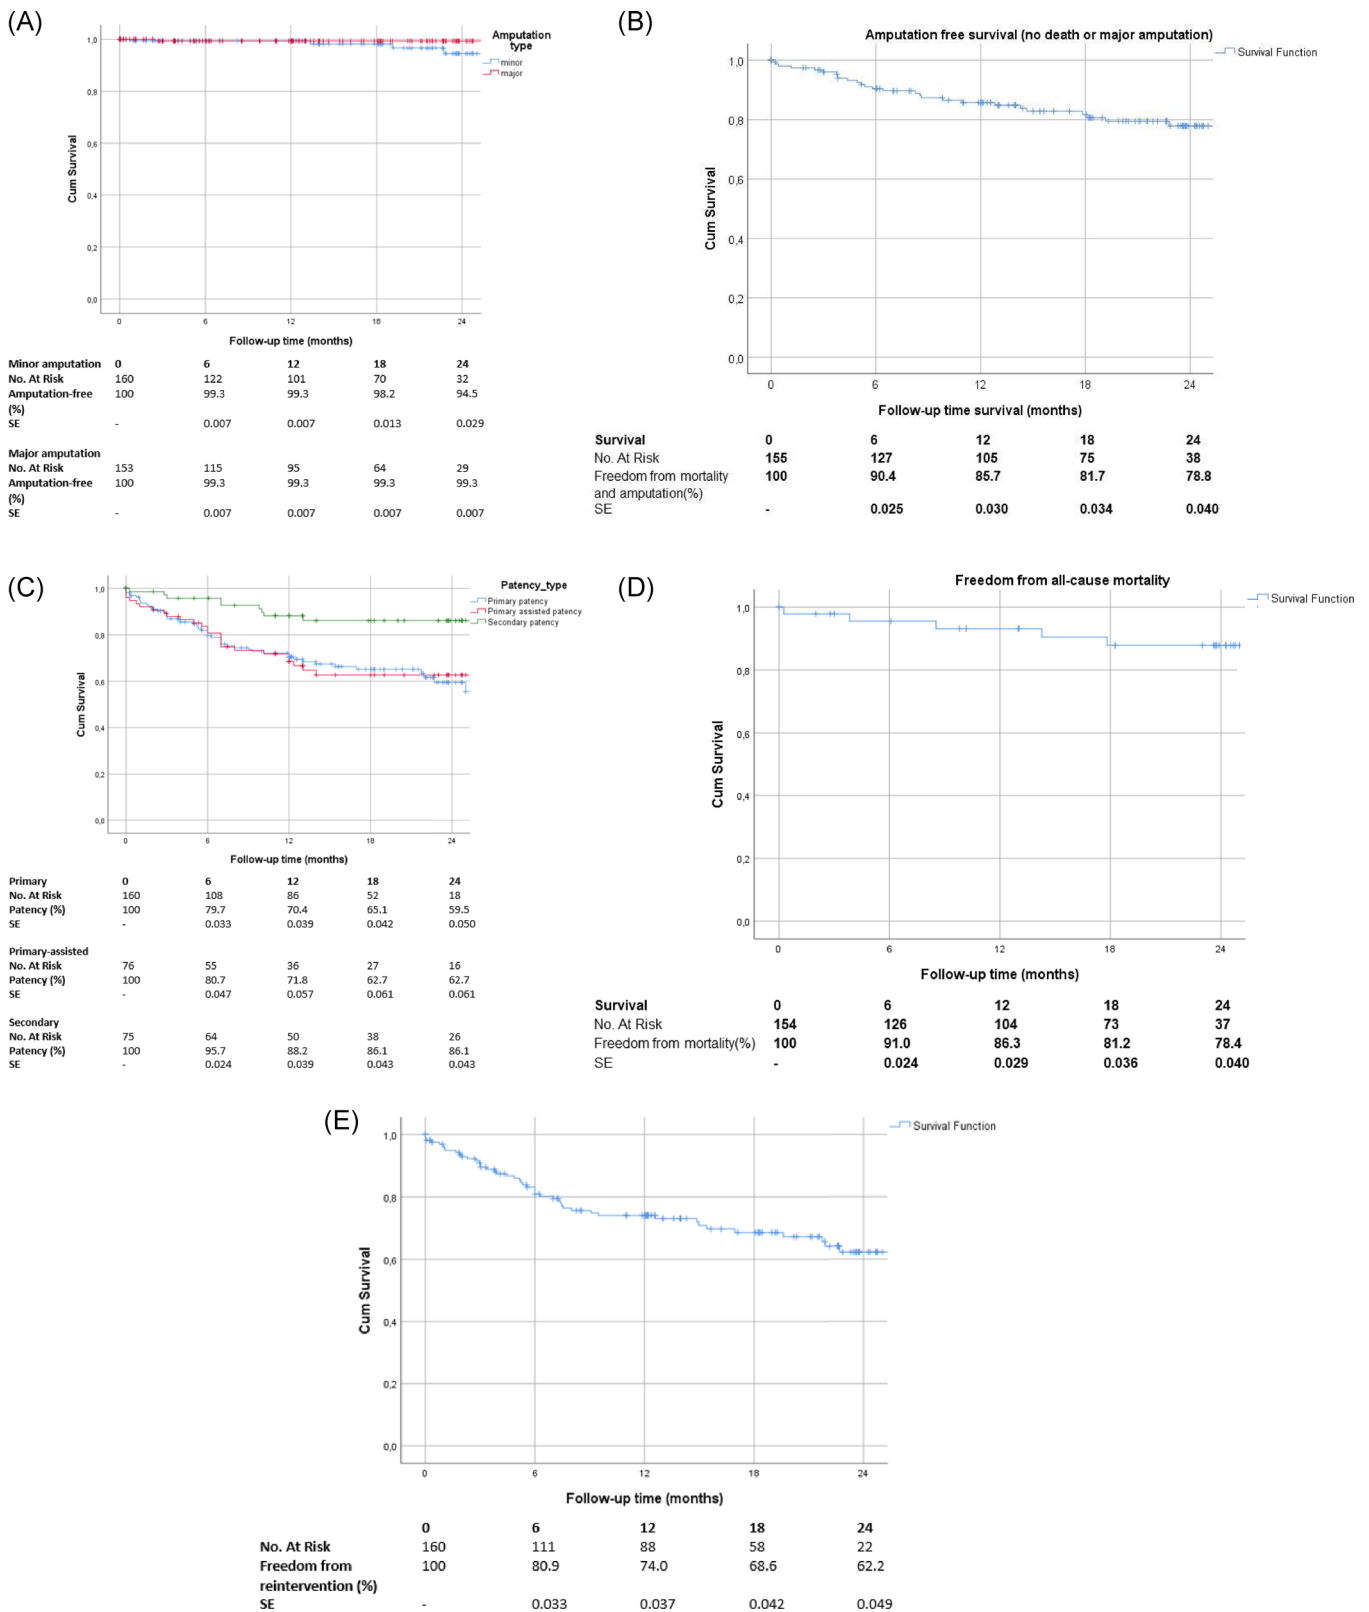 (A)
Amputation
type
minor
major
1,0
0,8
0,6
0,4
0,2
0,0
Cum Survival
0 6 12 18 24
Follow-up time (months)
Minor amputation 0 6 12 18 24
No. At Risk 160 122 101 70 32
Amputation-free 100 99.3 99.3 98.2 94.5
(%)
SE - 0.007 0.007 0.013 0.029
Major amputation
No. At Risk 153 115 95 64 29
Amputation-free 100 99.3 99.3 99.3 99.3
(%)
SE - 0.007 0.007 0.007 0.007
(B)
Amputation free survival (no death or major amputation)
Survival Function
1,0
0,8
0,6
0,4
0,2
0,0
Cum Survival
0 6 12 18 24
Follow-up time survival (months)
Survival 0 6 12 18 24
No. At Risk 155 127 105 75 38
Freedom from mortality 100 90.4 85.7 81.7 78.8
and amputation(%)
SE - 0.025 0.030 0.034 0.040
(C)
Patency_type
Primary patency
Primary assisted patency
Secondary patency
1,0
0,8
0,6
0,4
0,2
0,0
Cum Survival
0 6 12 18 24
Follow-up time (months)
Primary 0 6 12 18 24
No. At Risk 160 108 86 52 18
Patency (%) 100 79.7 70.4 65.1 59.5
SE - 0.033 0.039 0.042 0.050
Primary-assisted
No. At Risk 76 55 36 27 16
Patency (%) 100 80.7 71.8 62.7 62.7
SE - 0.047 0.057 0.061 0.061
Secondary
No. At Risk 75 64 50 38 26
Patency (%) 100 95.7 88.2 86.1 86.1
SE - 0.024 0.039 0.043 0.043
(D)
Freedom from all-cause mortality
Survival Function
1,0
0,8
0,6
0,4
0,2
0,0
Cum Survival
0 6 12 18 24
Follow-up time (months)
Survival 0 6 12 18 24
No. At Risk 154 126 104 73 37
Freedom from mortality(%) 100 91.0 86.3 81.2 78.4
SE - 0.024 0.029 0.036 0.040
(E)
Survival Function
1,0
0,8
0,6
0,4
0,2
0,0
Cum Survival
0 6 12 18 24
Follow-up time (months)
0 6 12 18 24
No. At Risk 160 111 88 58 22
Freedom from 100 80.9 74.0 68.6 62.2
reintervention (%)
SE - 0.033 0.037 0.042 0.049